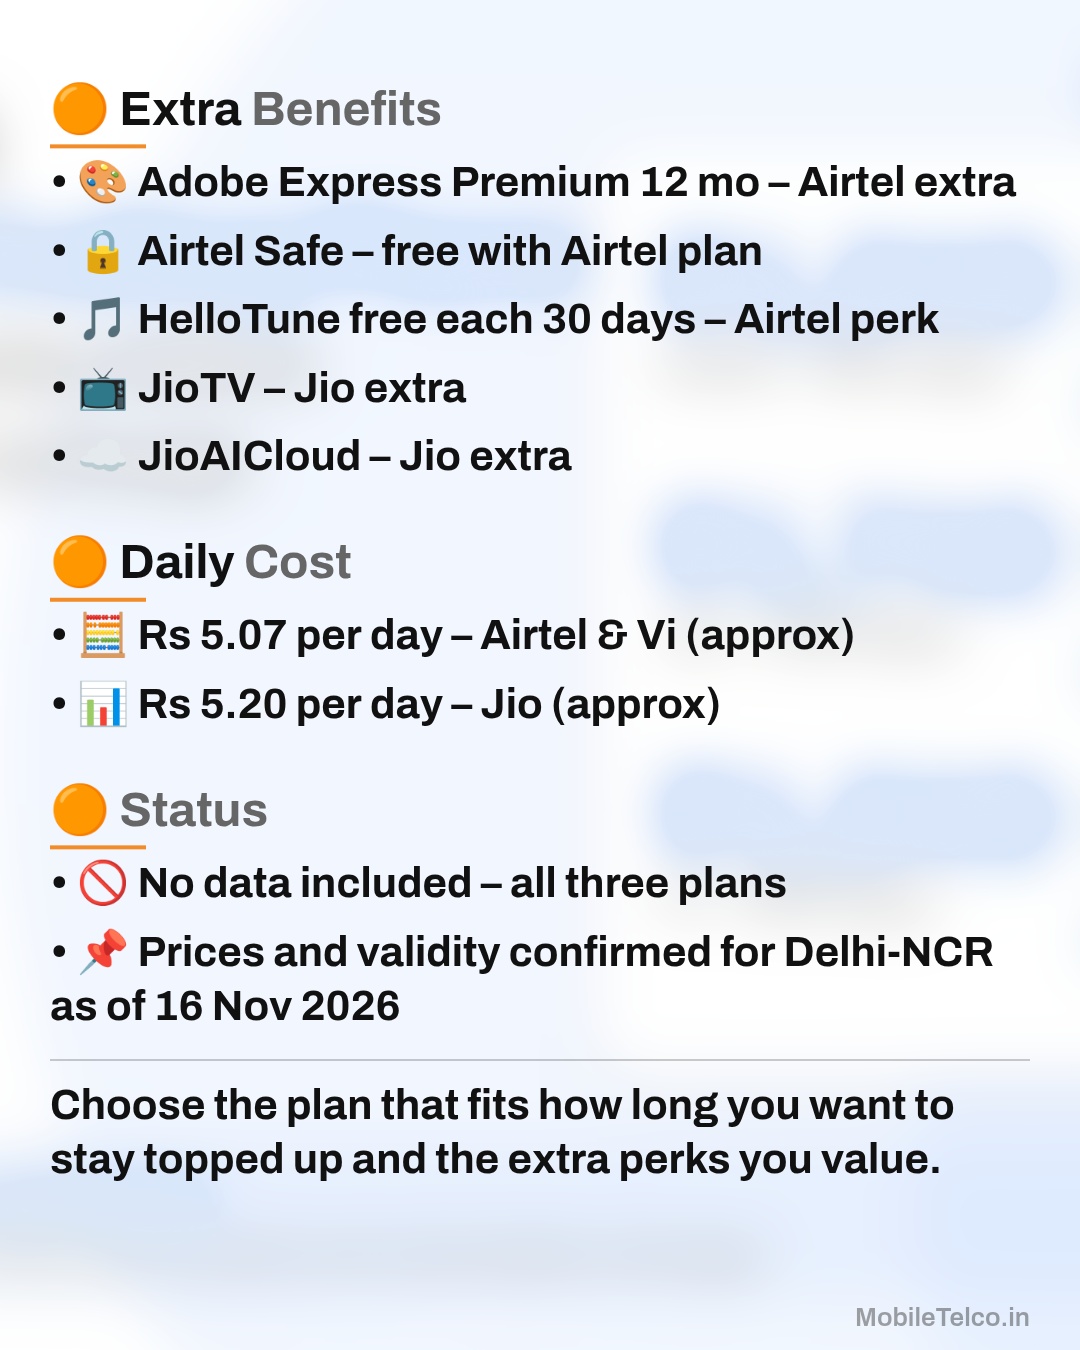 🟠 Extra Benefits
• 🎨 Adobe Express Premium 12 mo – Airtel extra
• 🔒 Airtel Safe – free with Airtel plan
• 🎵 HelloTune free each 30 days – Airtel perk
• 📺 JioTV – Jio extra
• ☁️ JioAICloud – Jio extra
🟠 Daily Cost
• 🧮 Rs 5.07 per day – Airtel & Vi (approx)
• 📊 Rs 5.20 per day – Jio (approx)
🟠 Status
• 🚫 No data included – all three plans
• 📌 Prices and validity confirmed for Delhi-NCR
as of 16 Nov 2026
Choose the plan that fits how long you want to
stay topped up and the extra perks you value.
MobileTelco.in